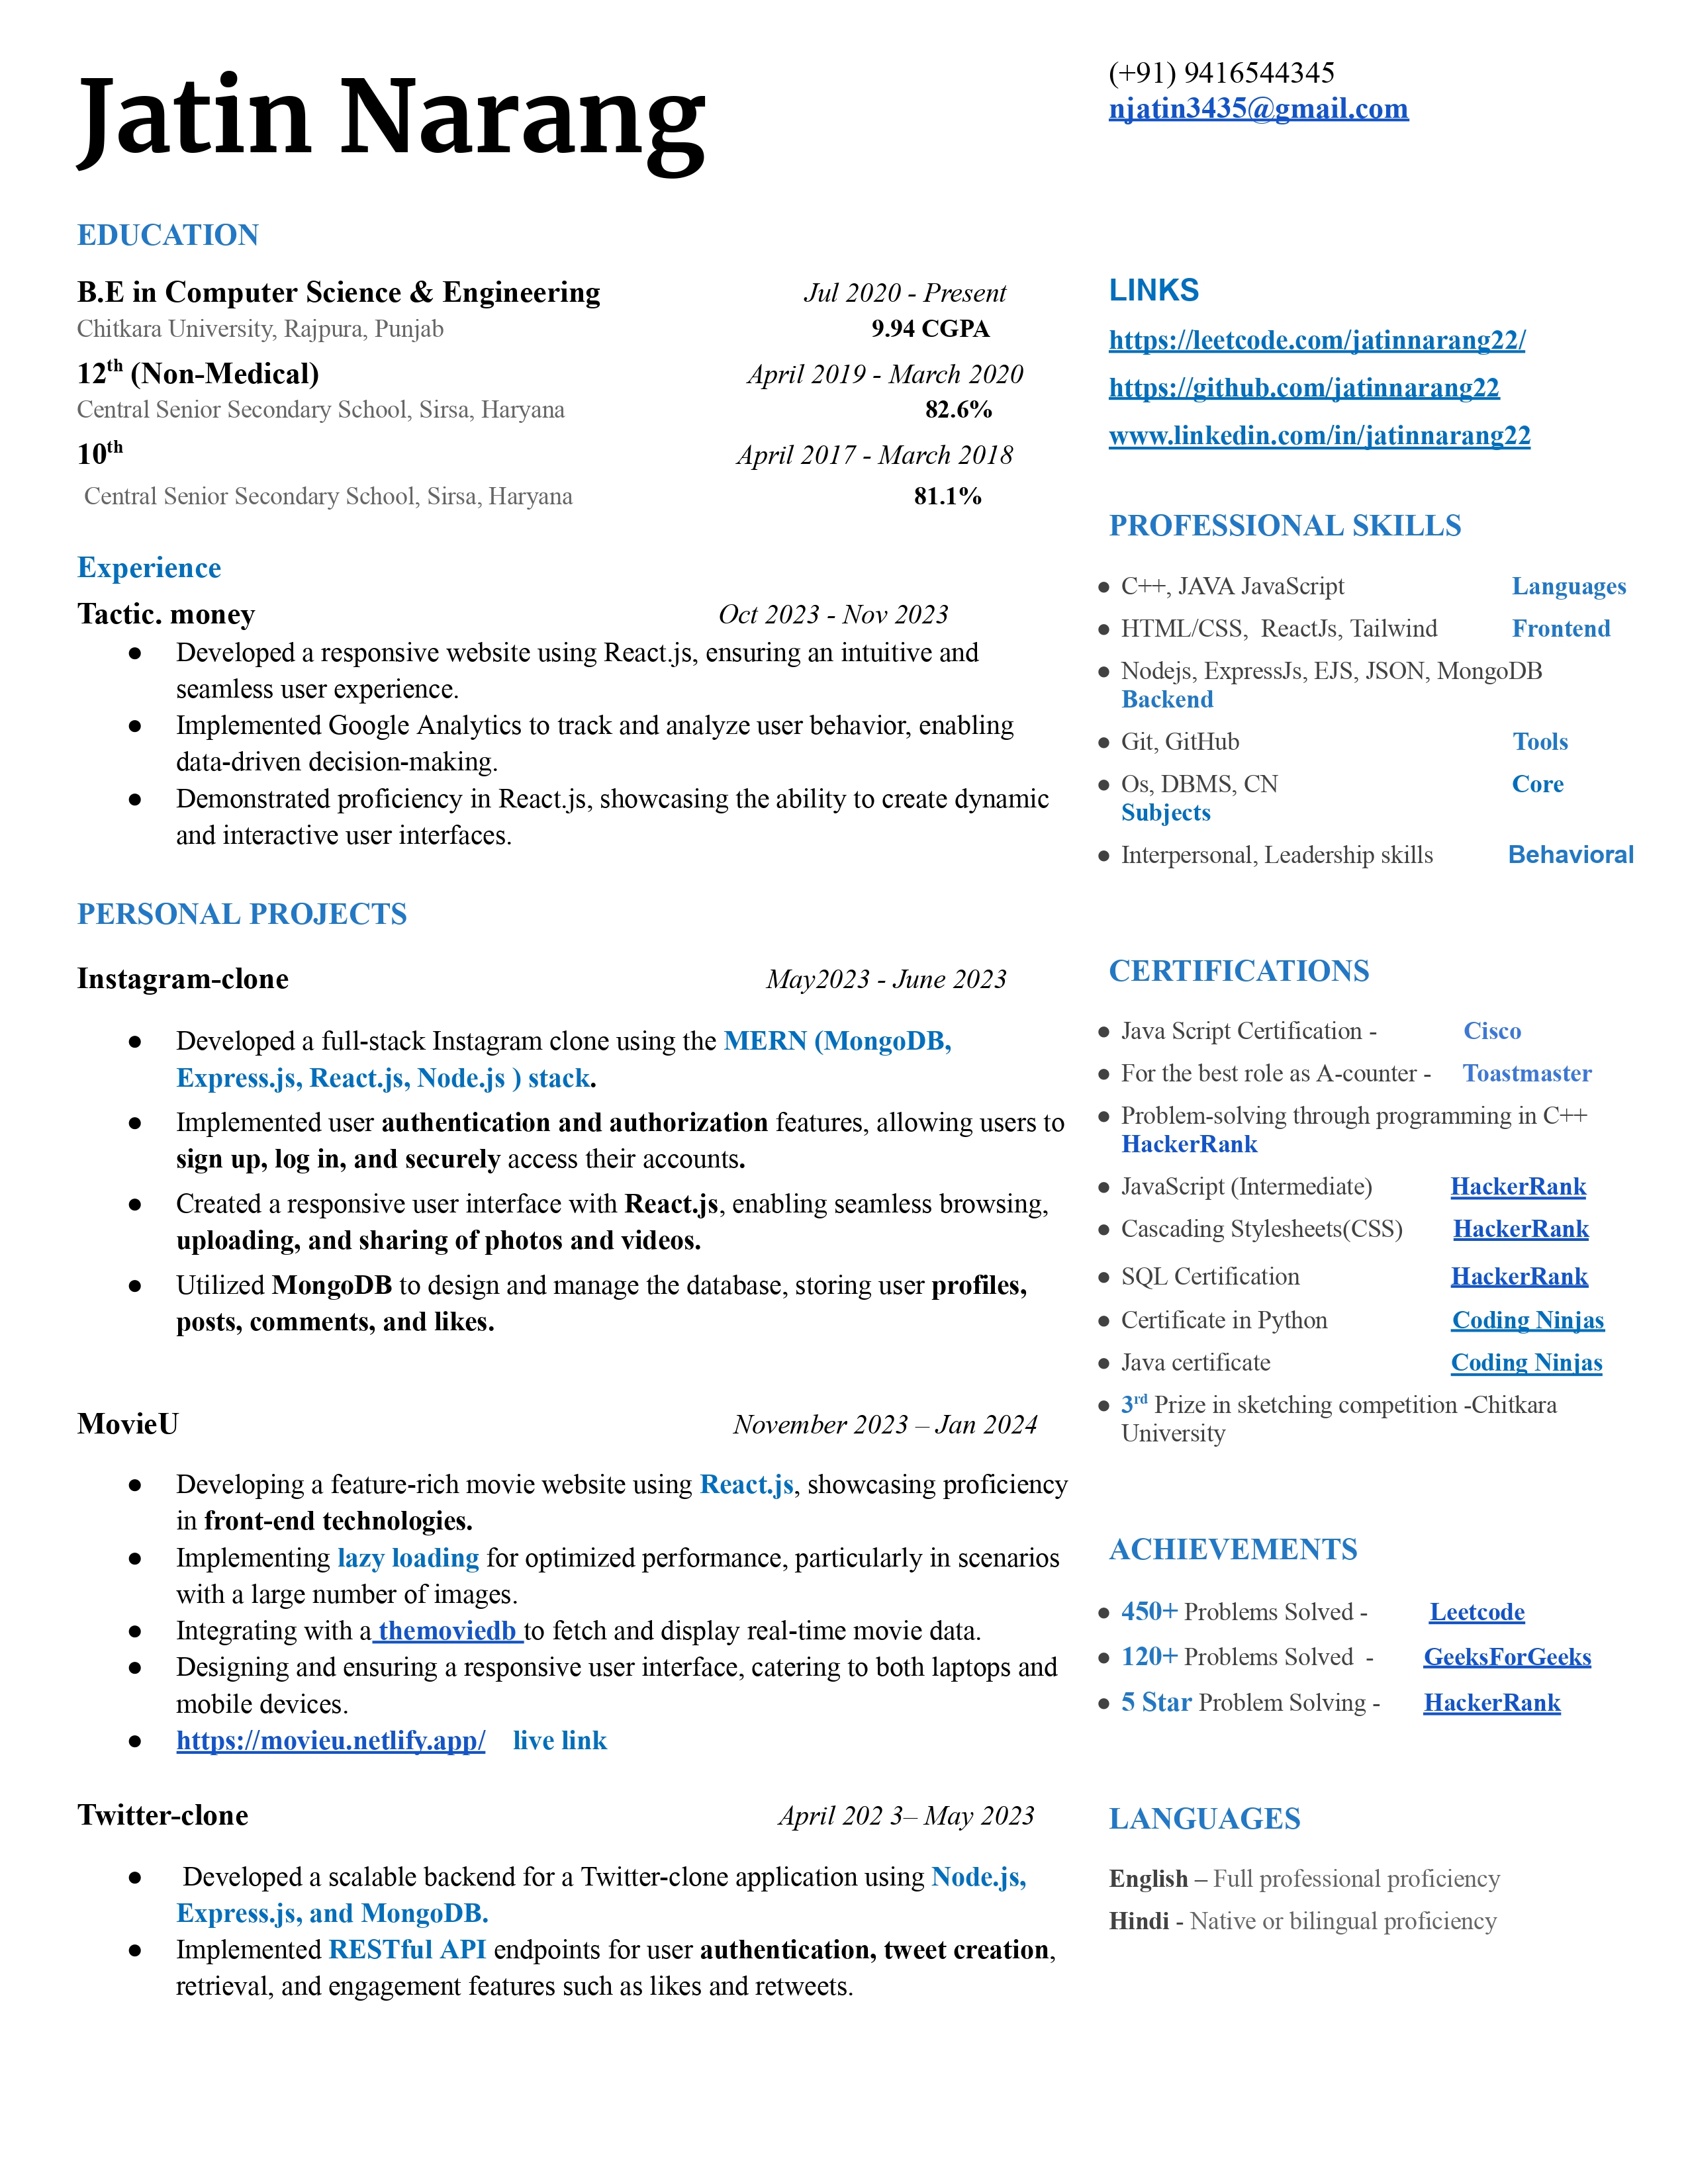 Jatin Narang
(+91) 9416544345
njatin3435@gmail.com
EDUCATION
B.E in Computer Science & Engineering Jul 2020 - Present
Chitkara University, Rajpura, Punjab 9.94 CGPA
12th (Non-Medical) April 2019 - March 2020
Central Senior Secondary School, Sirsa, Haryana 82.6%
10th April 2017 - March 2018
Central Senior Secondary School, Sirsa, Haryana 81.1%
Experience
Tactic. money Oct 2023 - Nov 2023
● Developed a responsive website using React.js, ensuring an intuitive and
seamless user experience.
● Implemented Google Analytics to track and analyze user behavior, enabling
data-driven decision-making.
● Demonstrated proficiency in React.js, showcasing the ability to create dynamic
and interactive user interfaces.
PERSONAL PROJECTS
Instagram-clone May2023 - June 2023
● Developed a full-stack Instagram clone using the MERN (MongoDB,
Express.js, React.js, Node.js ) stack.
● Implemented user authentication and authorization features, allowing users to
sign up, log in, and securely access their accounts.
● Created a responsive user interface with React.js, enabling seamless browsing,
uploading, and sharing of photos and videos.
● Utilized MongoDB to design and manage the database, storing user profiles,
posts, comments, and likes.
MovieU November 2023 – Jan 2024
● Developing a feature-rich movie website using React.js, showcasing proficiency
in front-end technologies.
● Implementing lazy loading for optimized performance, particularly in scenarios
with a large number of images.
● Integrating with a themoviedb to fetch and display real-time movie data.
● Designing and ensuring a responsive user interface, catering to both laptops and
mobile devices.
● https://movieu.netlify.app/ live link
Twitter-clone April 202 3– May 2023
● Developed a scalable backend for a Twitter-clone application using Node.js,
Express.js, and MongoDB.
● Implemented RESTful API endpoints for user authentication, tweet creation,
retrieval, and engagement features such as likes and retweets.
LINKS
https://leetcode.com/jatinnarang22/
https://github.com/jatinnarang22
www.linkedin.com/in/jatinnarang22
PROFESSIONAL SKILLS
● C++, JAVA JavaScript Languages
● HTML/CSS, ReactJs, Tailwind Frontend
● Nodejs, ExpressJs, EJS, JSON, MongoDB
Backend
● Git, GitHub Tools
● Os, DBMS, CN Core
Subjects
● Interpersonal, Leadership skills Behavioral
CERTIFICATIONS
● Java Script Certification - Cisco
● For the best role as A-counter - Toastmaster
● Problem-solving through programming in C++
HackerRank
● JavaScript (Intermediate) HackerRank
● Cascading Stylesheets(CSS) HackerRank
● SQL Certification HackerRank
● Certificate in Python Coding Ninjas
● Java certificate Coding Ninjas
● 3rd Prize in sketching competition -Chitkara
University
ACHIEVEMENTS
● 450+ Problems Solved - Leetcode
● 120+ Problems Solved - GeeksForGeeks
● 5 Star Problem Solving - HackerRank
LANGUAGES
English – Full professional proficiency
Hindi - Native or bilingual proficiency